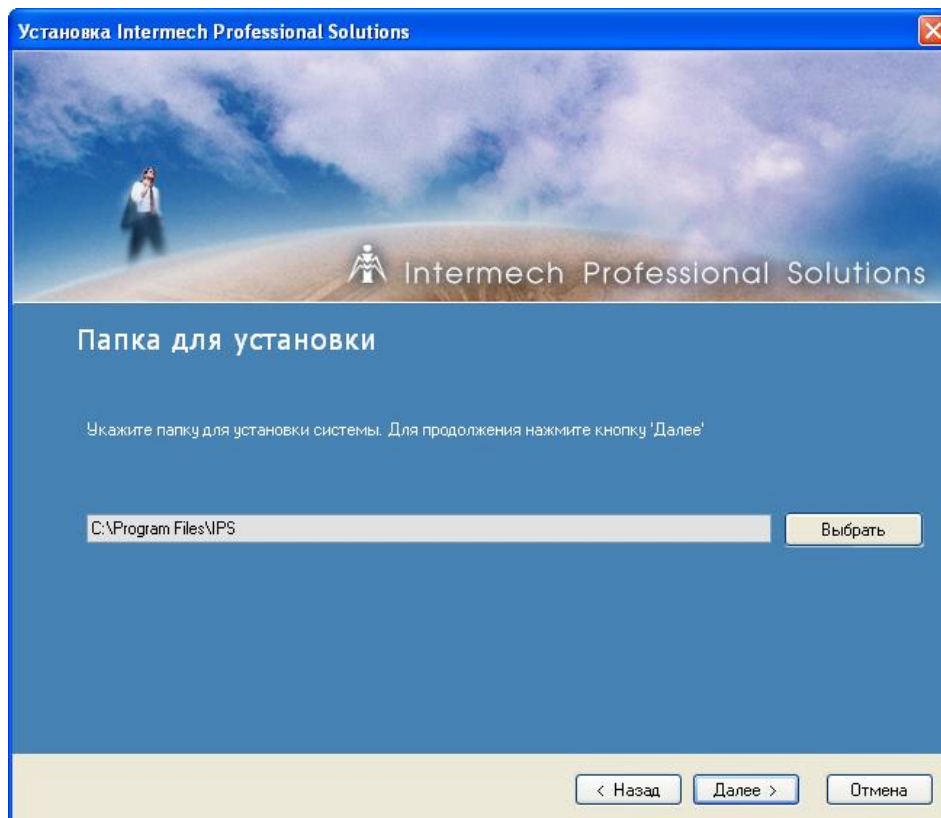 Установка Intermech Professional Solutions
Intermech Professional Solutions
Папка для установки
Укажите папку для установки системы. Для продолжения нажмите кнопку 'Далее'
C:\Program Files\IPS
Выбрать
< Назад
Далее >
Отмена